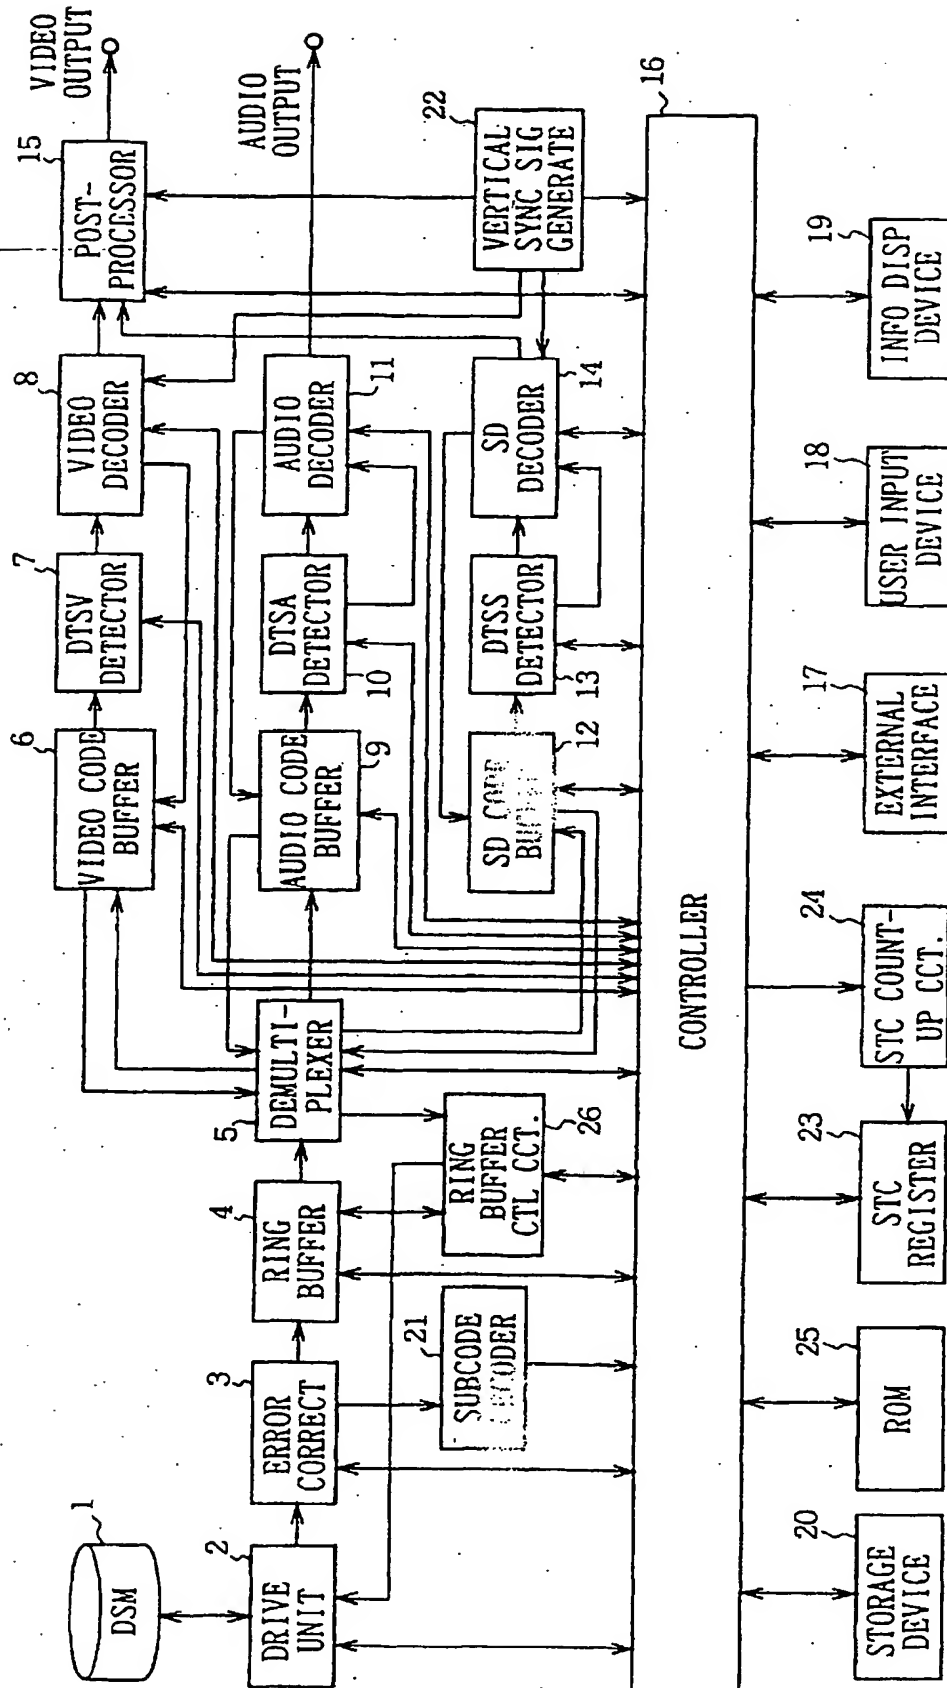 VIDEO
OUTPUT
AUDIO
OUTPUT
1
DSM
2
DRIVE
UNIT
3
ERROR
CORRECT
4
RING
BUFFER
5
DEMULTI-
PLEXER
6
VIDEO CODE
BUFFER
7
DTSV
DETECTOR
8
VIDEO
DECODER
15
POST-
PROCESSOR
9
AUDIO CODE
BUFFER
10
DTSA
DETECTOR
11
AUDIO
DECODER
12
SD CODE
13
DTSS
DETECTOR
14
SD
DECODER
22
VERTICAL
SYNC SIG
GENERATE
21
SUBCODE
26
RING
BUFFER
CTL CCT.
16
CONTROLLER
20
STORAGE
DEVICE
25
ROM
23
STC
REGISTER
24
STC COUNT-
UP CCT.
17
EXTERNAL
INTERFACE
18
USER INPUT
DEVICE
19
INFO DISP
DEVICE